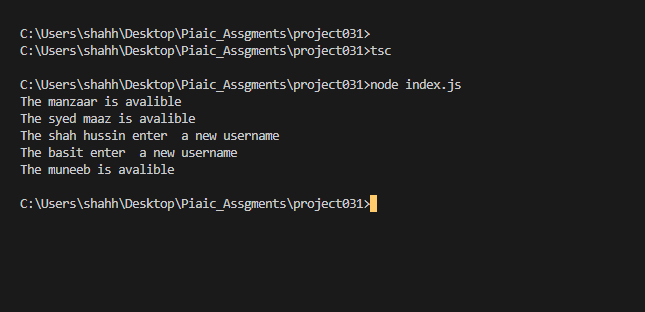 C:\Users\shahh\Desktop\Piaic_Assgments\project031>
C:\Users\shahh\Desktop\Piaic_Assgments\project031>tsc
C:\Users\shahh\Desktop\Piaic_Assgments\project031>node index.js
The manzaar is avalible
The syed maaz is avalible
The shah hussin enter  a new username
The basit enter  a new username
The muneeb is avalible
C:\Users\shahh\Desktop\Piaic_Assgments\project031>